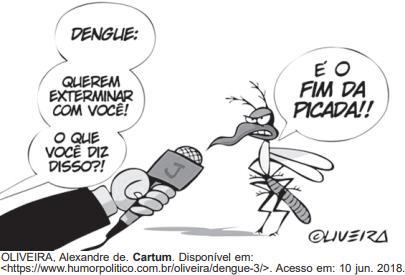 DENGUE:
QUEREM
EXTERMINAR
COM VOCÊ!
O QUE
VOCÊ DIZ
DISSO?!
É O
FIM DA
PICADA!!
©OLIVEIRA
OLIVEIRA, Alexandre de. Cartum. Disponível em:
<https://www.humorpolitico.com.br/oliveira/dengue-3/>. Acesso em: 10 jun. 2018.